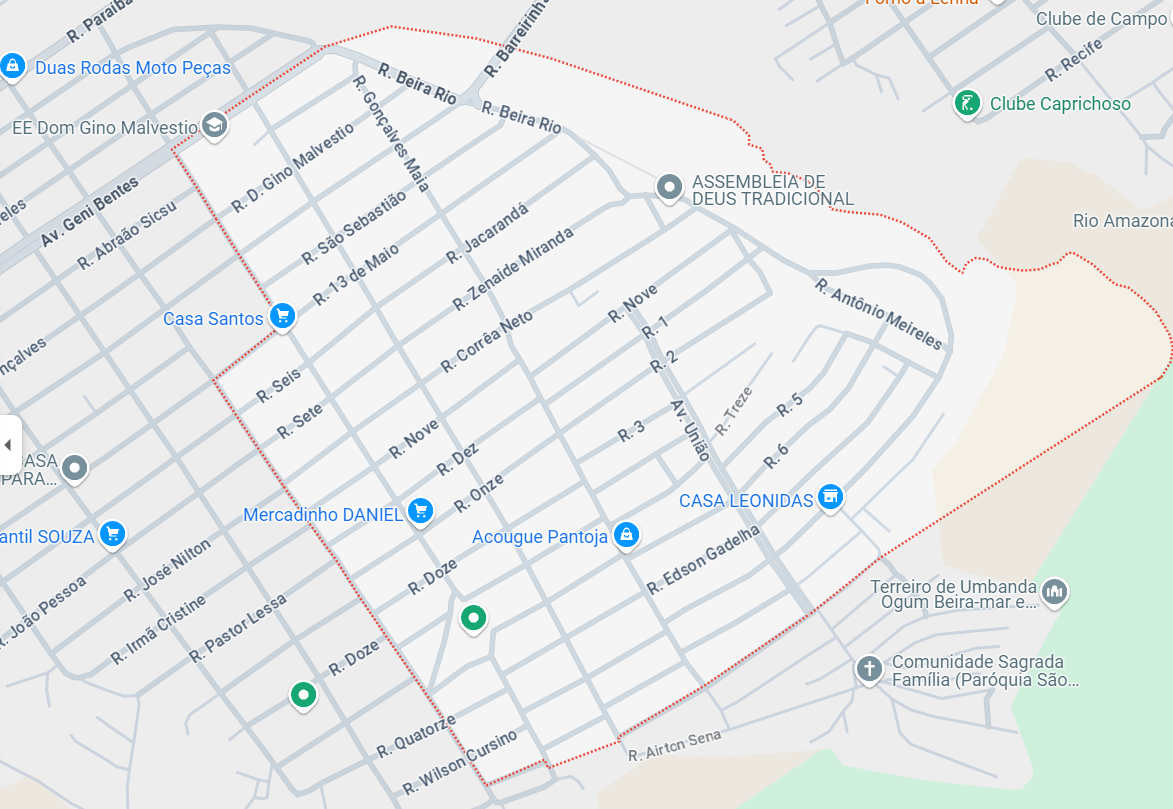 R. Paraíba
R. Barreirinha
Forno à Lenha
Clube de Campo
R. Recife
Duas Rodas Moto Peças
R. Beira Rio
R. Beira Rio
Clube Caprichoso
EE Dom Gino Malvestio
R. Gonçalves Maia
R. D. Gino Malvestio
ASSEMBLEIA DE
DEUS TRADICIONAL
Av. Geni Bentes
R. Abraão Sicsu
R. São Sebastião
R. Jacarandá
Rio Amazona
R. 13 de Maio
R. Zenaide Miranda
Casa Santos
R. Nove
R. 1
R. Antônio Meireles
R. Corrêa Neto
R. 2
nçalves
R. Seis
R. Sete
R. Nove
R. Treze
R. 5
R. 3
Av. União
R. 6
R. Dez
R. Onze
CASA
PARA...
Mercadinho DANIEL
CASA LEONIDAS
antil SOUZA
Acougue Pantoja
R. José Nilton
R. Edson Gadelha
R. Doze
R. João Pessoa
R. Irmã Cristine
R. Pastor Lessa
R. Doze
Terreiro de Umbanda
Ogum Beira-mar e...
Comunidade Sagrada
Família (Paróquia São...
R. Quatorze
R. Wilson Cursino
R. Airton Sena